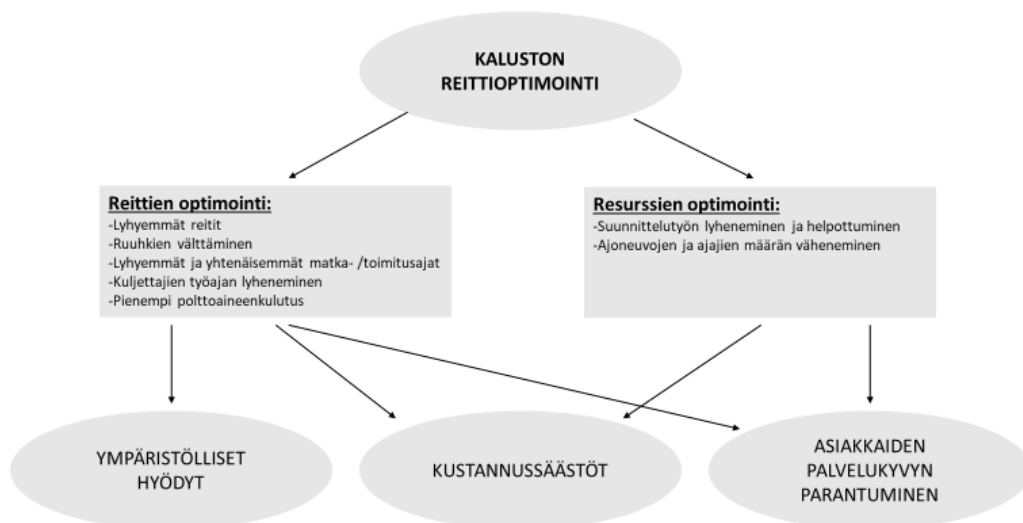 KALUSTON
REITTIOPTIMOINTI
Reittien optimointi:
-Lyhyemmät reitit
-Ruuhkien välttäminen
-Lyhyemmät ja yhtenäisemmät matka- /toimitusajat
-Kuljettajien työajan lyheneminen
-Pienempi polttoaineenkulutus
Resurssien optimointi:
-Suunnittelutyön lyheneminen ja helpottuminen
-Ajoneuvojen ja ajajien määrän väheneminen
YMPÄRISTÖLLISET
HYÖDYT
KUSTANNUSSÄÄSTÖT
ASIAKKAIDEN
PALVELUKYVYN
PARANTUMINEN